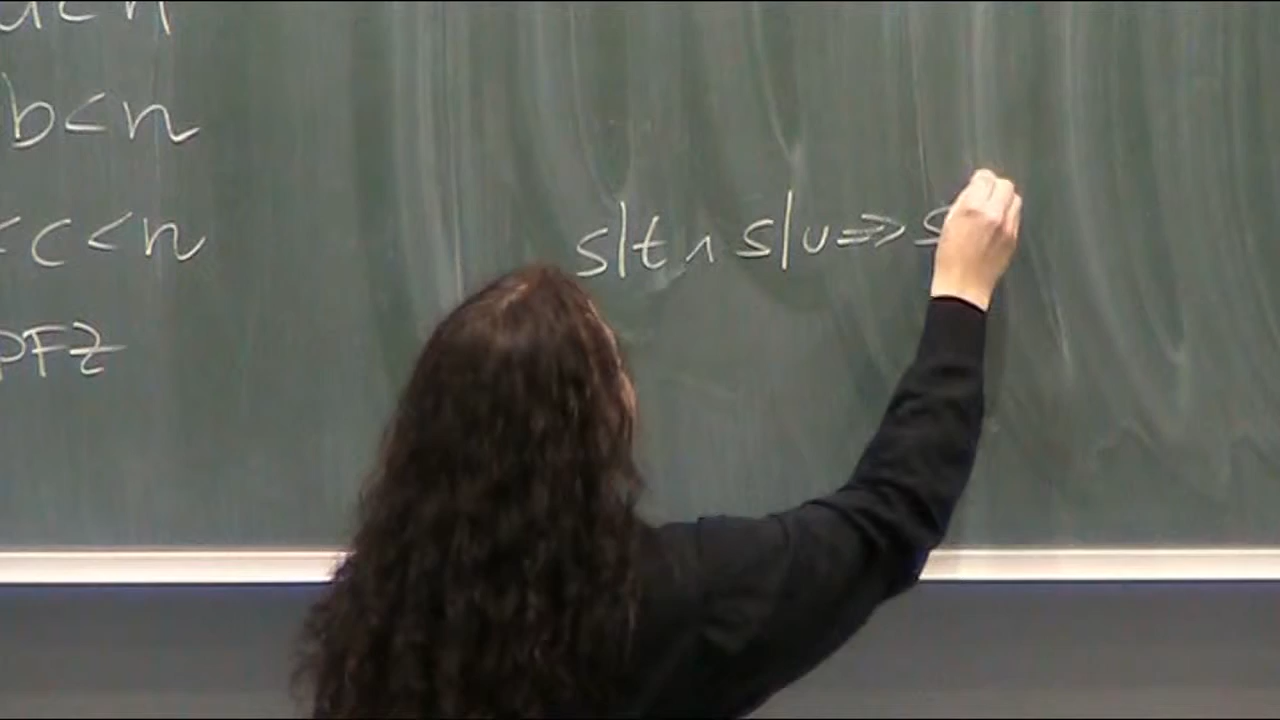 b<n
<c<n
PFZ
s|t ∧ s|u ⇒ s